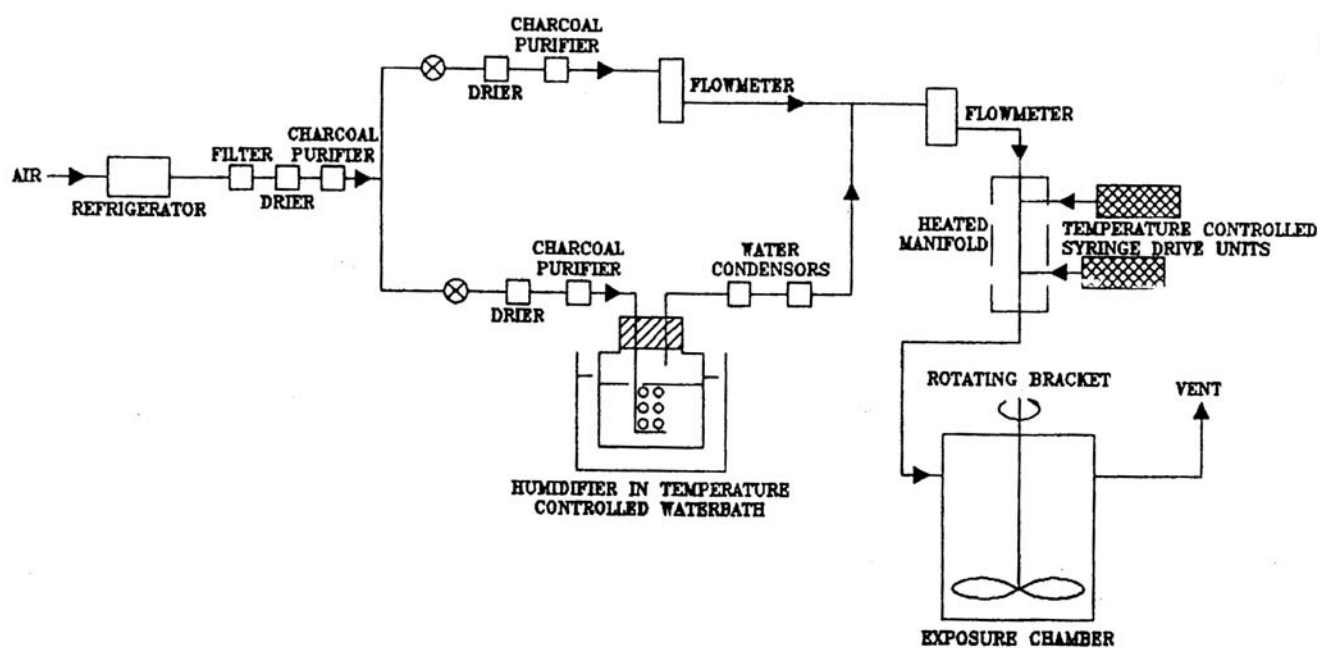 CHARCOAL
PURIFIER
DRIER
FLOWMETER
FLOWMETER
AIR
REFRIGERATOR
FILTER
CHARCOAL
PURIFIER
DRIER
HEATED
MANIFOLD
TEMPERATURE CONTROLLED
SYRINGE DRIVE UNITS
CHARCOAL
PURIFIER
DRIER
WATER
CONDENSORS
HUMIDIFIER IN TEMPERATURE
CONTROLLED WATERBATH
ROTATING BRACKET
VENT
EXPOSURE CHAMBER